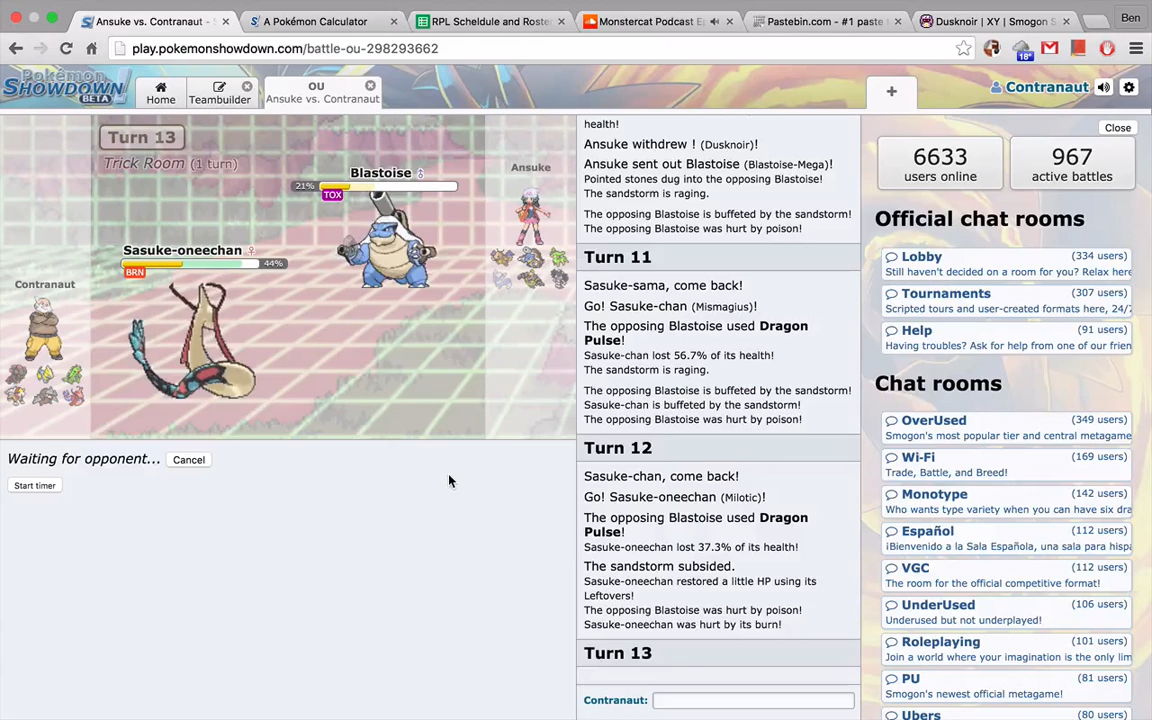 Ansuke vs. Contranaut -
A Pokémon Calculator
RPL Scheldule and Roster
Monstercat Podcast Ep
Pastebin.com - #1 paste
Dusknoir | XY | Smogon S
Ben
play.pokemonshowdown.com/battle-ou-298293662
18°
Pokémon
SHOWDOWN!
BETA
Home
Teambuilder
OU
Ansuke vs. Contranaut
+
Contranaut
Turn 13
Trick Room (1 turn)
Blastoise ♂
21%
TOX
Ansuke
Sasuke-oneechan ♀
44%
BRN
Contranaut
Waiting for opponent...
Cancel
Start timer
health!
Ansuke withdrew ! (Dusknoir)!
Ansuke sent out Blastoise (Blastoise-Mega)!
Pointed stones dug into the opposing Blastoise!
The sandstorm is raging.
The opposing Blastoise is buffeted by the sandstorm!
The opposing Blastoise was hurt by poison!
Turn 11
Sasuke-sama, come back!
Go! Sasuke-chan (Mismagius)!
The opposing Blastoise used Dragon
Pulse!
Sasuke-chan lost 56.7% of its health!
The sandstorm is raging.
The opposing Blastoise is buffeted by the sandstorm!
Sasuke-chan is buffeted by the sandstorm!
The opposing Blastoise was hurt by poison!
Turn 12
Sasuke-chan, come back!
Go! Sasuke-oneechan (Milotic)!
The opposing Blastoise used Dragon
Pulse!
Sasuke-oneechan lost 37.3% of its health!
The sandstorm subsided.
Sasuke-oneechan restored a little HP using its
Leftovers!
The opposing Blastoise was hurt by poison!
Sasuke-oneechan was hurt by its burn!
Turn 13
Contranaut:
Close
6633
users online
967
active battles
Official chat rooms
Lobby (334 users)
Still haven't decided on a room for you? Relax here
Tournaments (307 users)
Scripted tours and user-created formats here, 24/7
Help (91 users)
Having troubles? Ask for help from one of our frien
Chat rooms
OverUsed (349 users)
Smogon's most popular tier and central metagame
Wi-Fi (169 users)
Trade, Battle, and Breed!
Monotype (142 users)
Who wants type variety when you can have six dra
Español (112 users)
¡Bienvenido a la Sala Española, una sala para hispa
VGC (112 users)
The room for the official competitive format!
UnderUsed (106 users)
Underused but not underplayed!
Roleplaying (101 users)
Join a world where your imagination is the only lim
PU (81 users)
Smogon's newest official metagame!
Ubers (80 users)